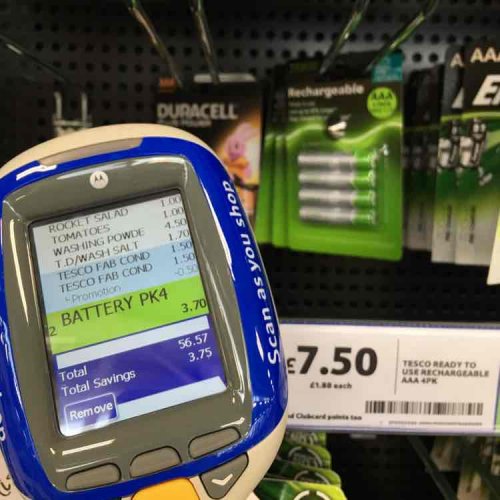 DURACELL
Rechargeable
AAA
AAA
A
E
ROCKET SALAD 1.00
TOMATOES 1.00
WASHING POWDE 4.50
T.D/WASH SALT 1.70
TESCO FAB COND 1.50
TESCO FAB COND 1.50
-Promotion -0.50
2 BATTERY PK4 3.70
Total 56.57
Total Savings 3.75
Remove
Scan as you shop
£7.50
£1.88 each
TESCO READY TO
USE RECHARGEABLE
AAA 4PK
nd Clubcard points too